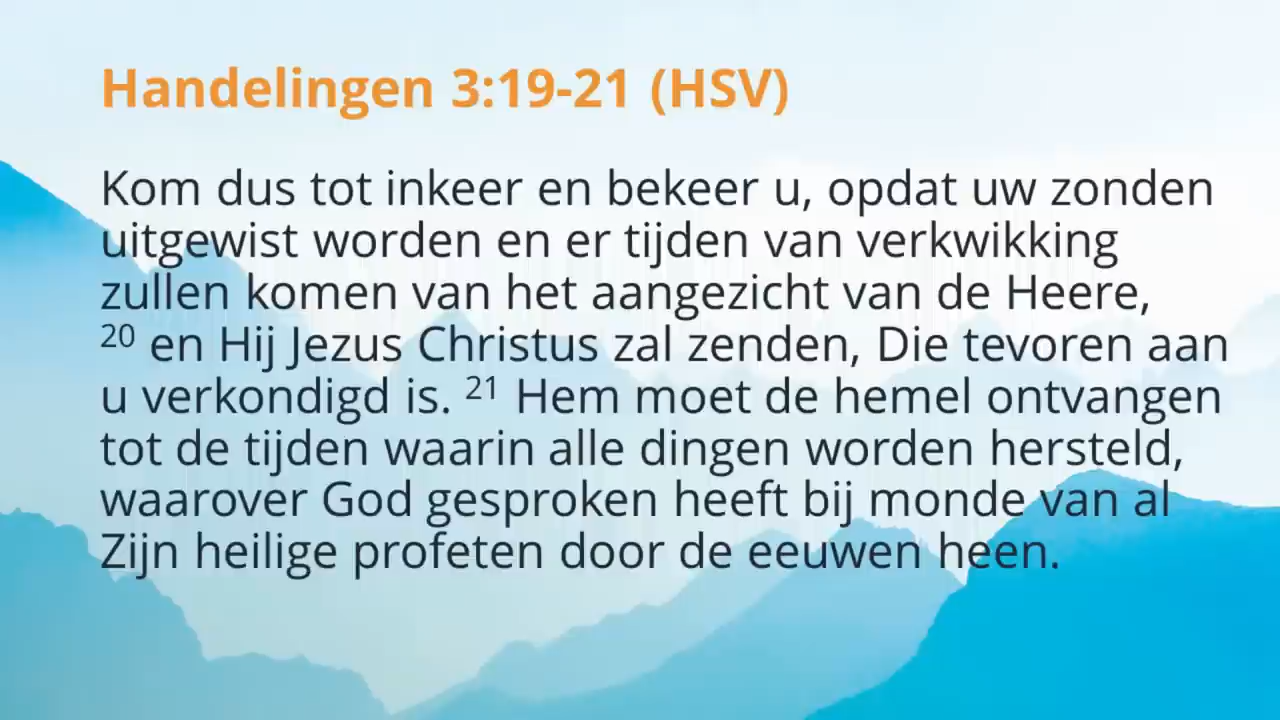 Handelingen 3:19-21 (HSV)
Kom dus tot inkeer en bekeer u, opdat uw zonden
uitgewist worden en er tijden van verkwikking
zullen komen van het aangezicht van de Heere,
20 en Hij Jezus Christus zal zenden, Die tevoren aan
u verkondigd is. 21 Hem moet de hemel ontvangen
tot de tijden waarin alle dingen worden hersteld,
waarover God gesproken heeft bij monde van al
Zijn heilige profeten door de eeuwen heen.